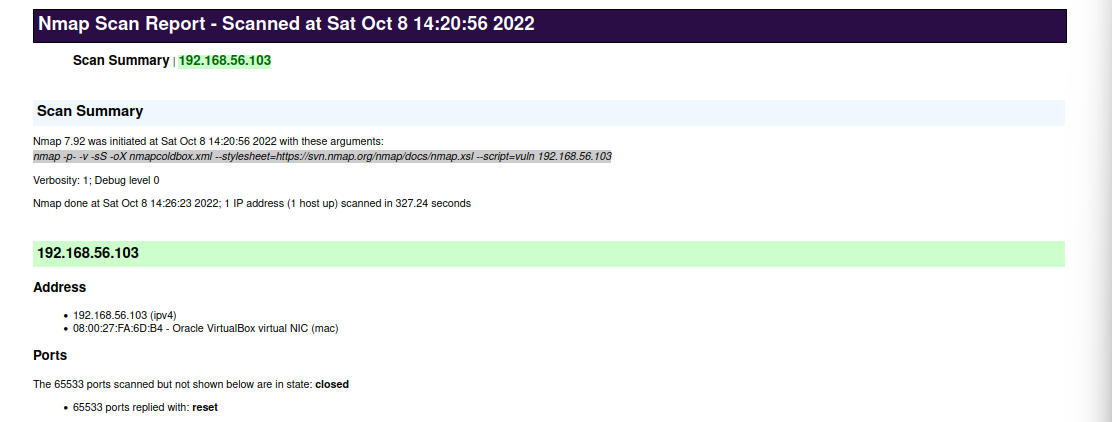 Nmap Scan Report - Scanned at Sat Oct 8 14:20:56 2022
Scan Summary | 192.168.56.103
Scan Summary
Nmap 7.92 was initiated at Sat Oct 8 14:20:56 2022 with these arguments:
nmap -p- -v -sS -oX nmapcoldbox.xml --stylesheet=https://svn.nmap.org/nmap/docs/nmap.xsl --script=vuln 192.168.56.103
Verbosity: 1; Debug level 0
Nmap done at Sat Oct 8 14:26:23 2022; 1 IP address (1 host up) scanned in 327.24 seconds
192.168.56.103
Address
• 192.168.56.103 (ipv4)
• 08:00:27:FA:6D:B4 - Oracle VirtualBox virtual NIC (mac)
Ports
The 65533 ports scanned but not shown below are in state: closed
• 65533 ports replied with: reset